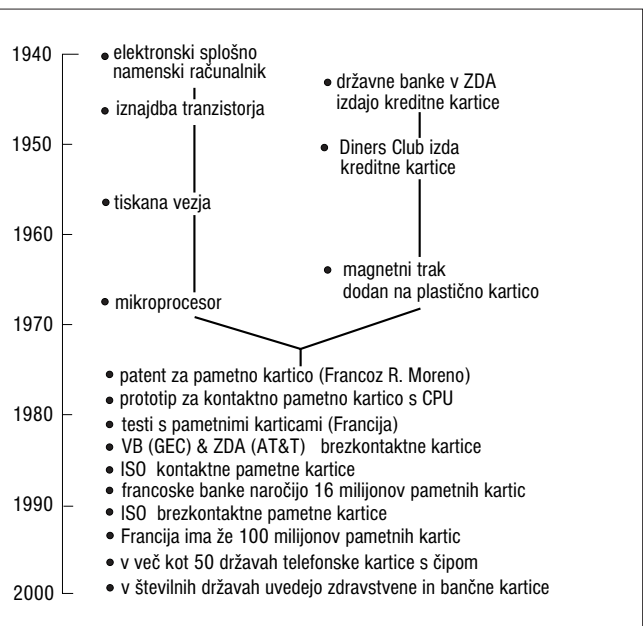 1940
1950
1960
1970
1980
1990
2000
elektronski splošno
namenski računalnik
iznajdba tranzistorja
tiskana vezja
mikroprocesor
državne banke v ZDA
izdajo kreditne kartice
Diners Club izda
kreditne kartice
magnetni trak
dodan na plastično kartico
patent za pametno kartico (Francoz R. Moreno)
prototip za kontaktno pametno kartico s CPU
testi s pametnimi karticami (Francija)
VB (GEC) & ZDA (AT&T) brezkontaktne kartice
ISO kontaktne pametne kartice
francoske banke naročijo 16 milijonov pametnih kartic
ISO brezkontaktne pametne kartice
Francija ima že 100 milijonov pametnih kartic
v več kot 50 državah telefonske kartice s čipom
v številnih državah uvedejo zdravstvene in bančne kartice